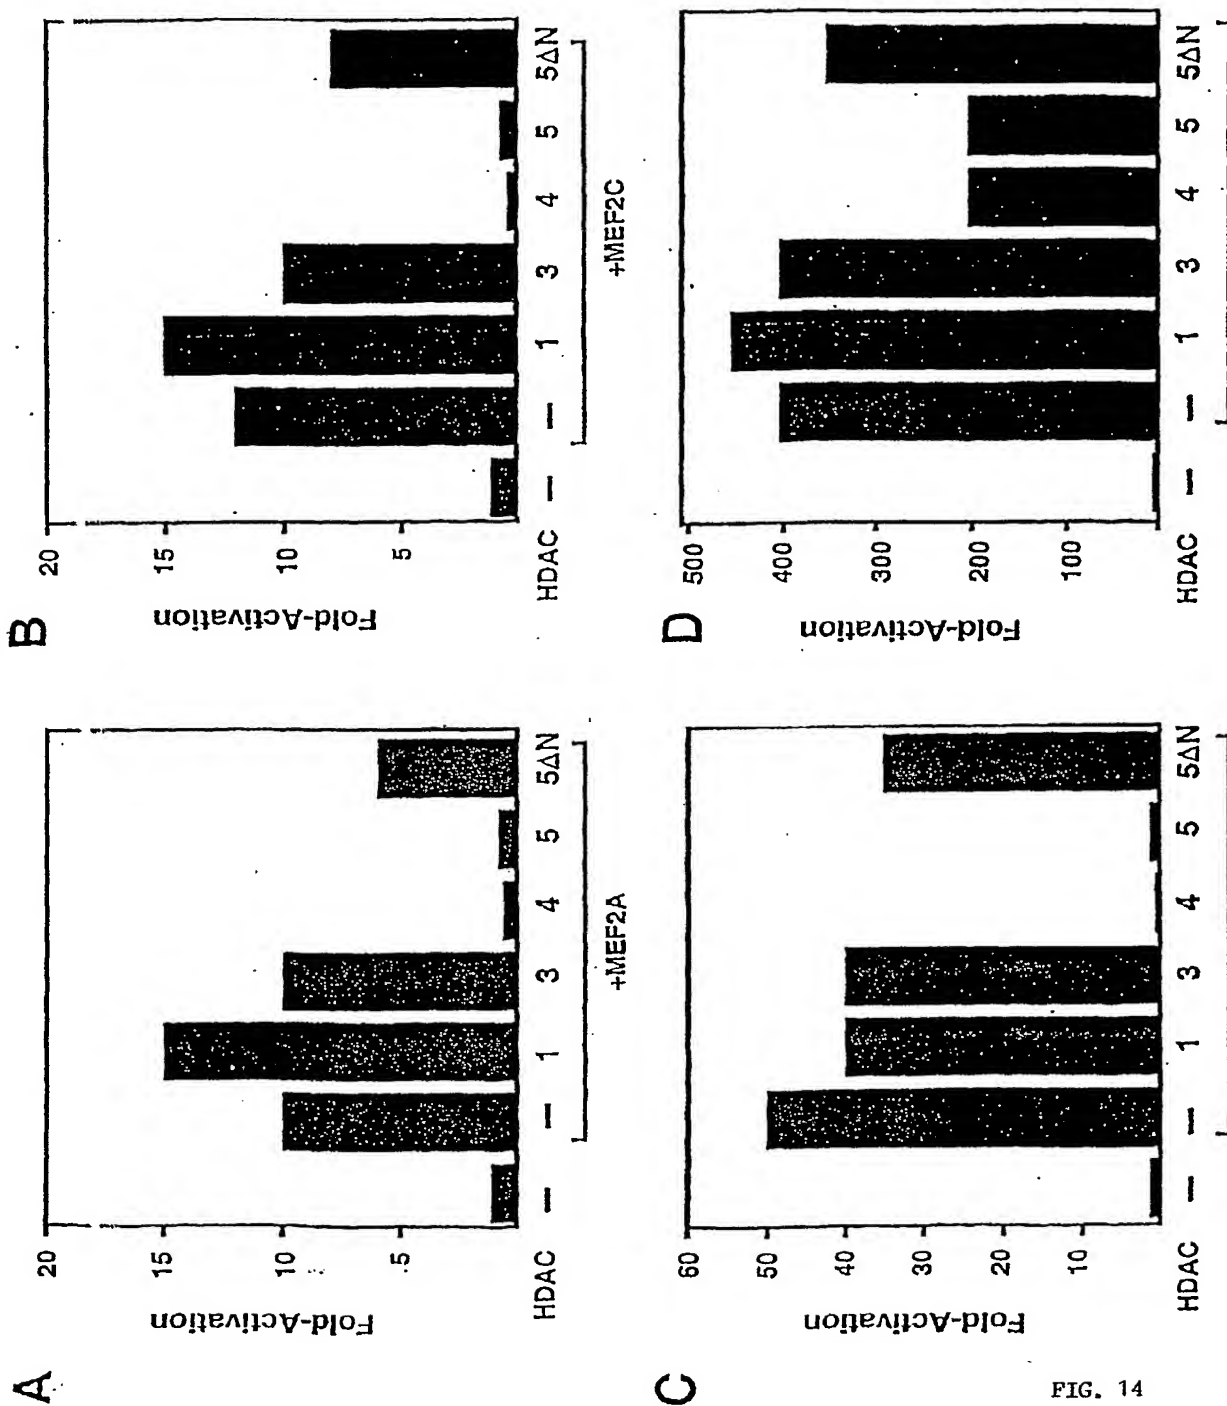 A
Fold-Activation
20
15
10
5
HDAC — — 1 3 4 5 5ΔN
+MEF2A
B
Fold-Activation
20
15
10
5
HDAC — — 1 3 4 5 5ΔN
+MEF2C
C
Fold-Activation
60
50
40
30
20
10
HDAC — — 1 3 4 5 5ΔN
D
Fold-Activation
500
400
300
200
100
HDAC — — 1 3 4 5 5ΔN
FIG. 14